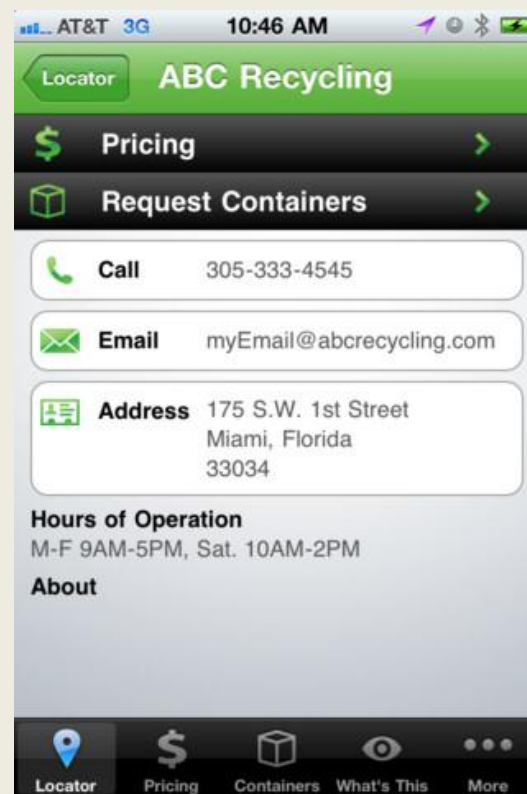 AT&T 3G 10:46 AM
Locator ABC Recycling
$ Pricing >
Request Containers >
Call 305-333-4545
Email myEmail@abcrecycling.com
Address 175 S.W. 1st Street
Miami, Florida
33034
Hours of Operation
M-F 9AM-5PM, Sat. 10AM-2PM
About
$
Locator Pricing Containers What's This More